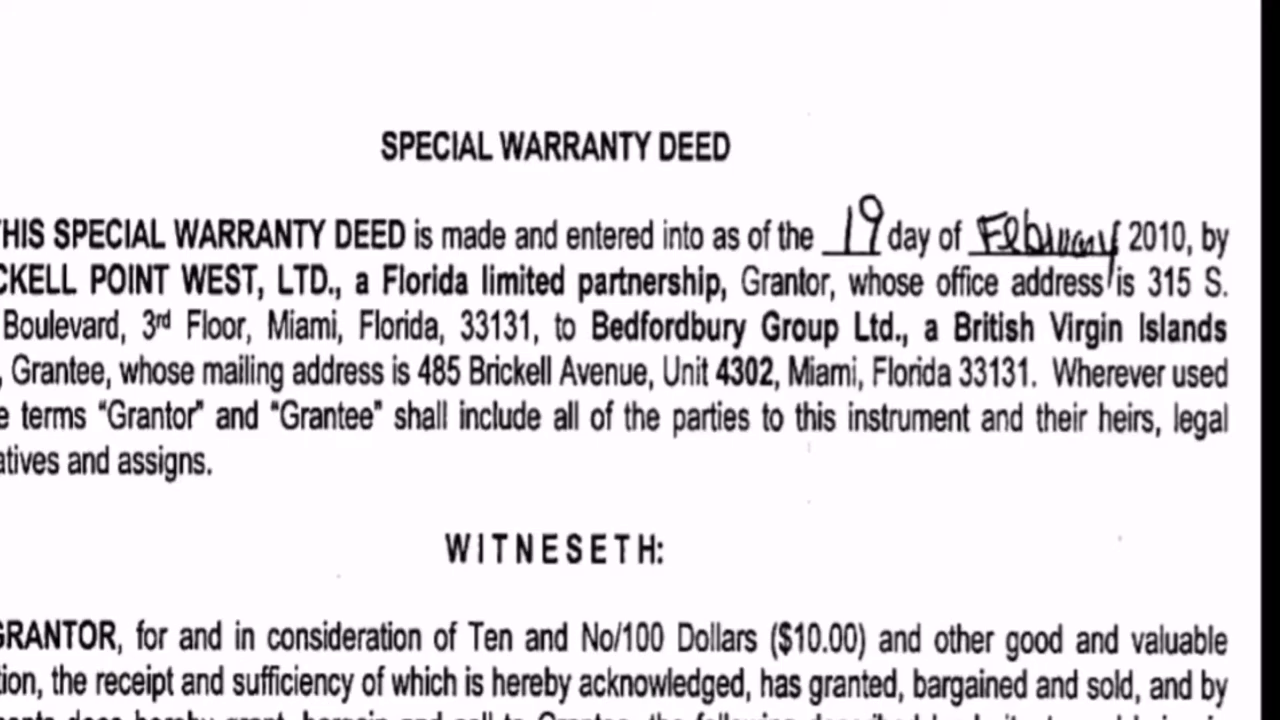 SPECIAL WARRANTY DEED
THIS SPECIAL WARRANTY DEED is made and entered into as of the 19 day of February 2010, by
CKELL POINT WEST, LTD., a Florida limited partnership, Grantor, whose office address is 315 S.
Boulevard, 3rd Floor, Miami, Florida, 33131, to Bedfordbury Group Ltd., a British Virgin Islands
, Grantee, whose mailing address is 485 Brickell Avenue, Unit 4302, Miami, Florida 33131. Wherever used
e terms "Grantor" and "Grantee" shall include all of the parties to this instrument and their heirs, legal
atives and assigns.
WITNESETH:
GRANTOR, for and in consideration of Ten and No/100 Dollars ($10.00) and other good and valuable
tion, the receipt and sufficiency of which is hereby acknowledged, has granted, bargained and sold, and by